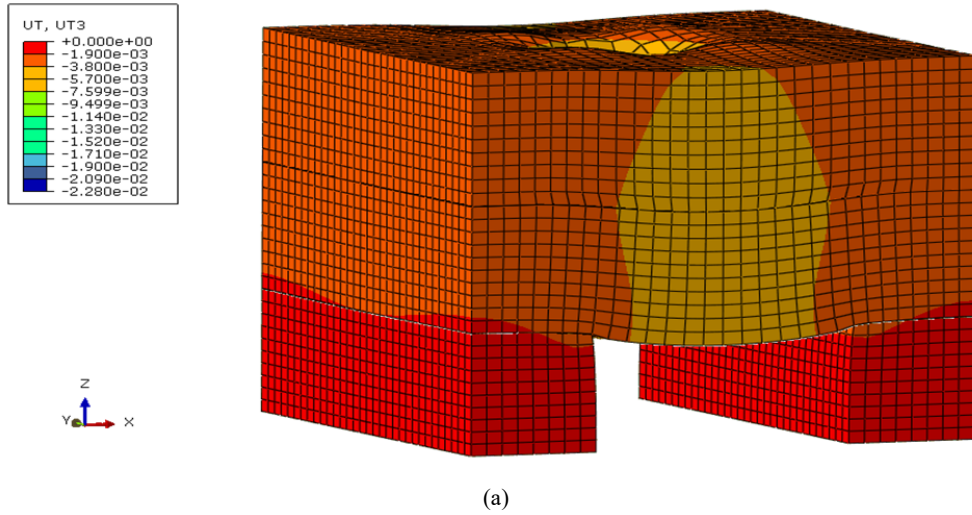 UT, UT3
+0.000e+00
-1.900e-03
-3.800e-03
-5.700e-03
-7.599e-03
-9.499e-03
-1.140e-02
-1.330e-02
-1.520e-02
-1.710e-02
-1.900e-02
-2.090e-02
-2.280e-02
Z
Y X
(a)